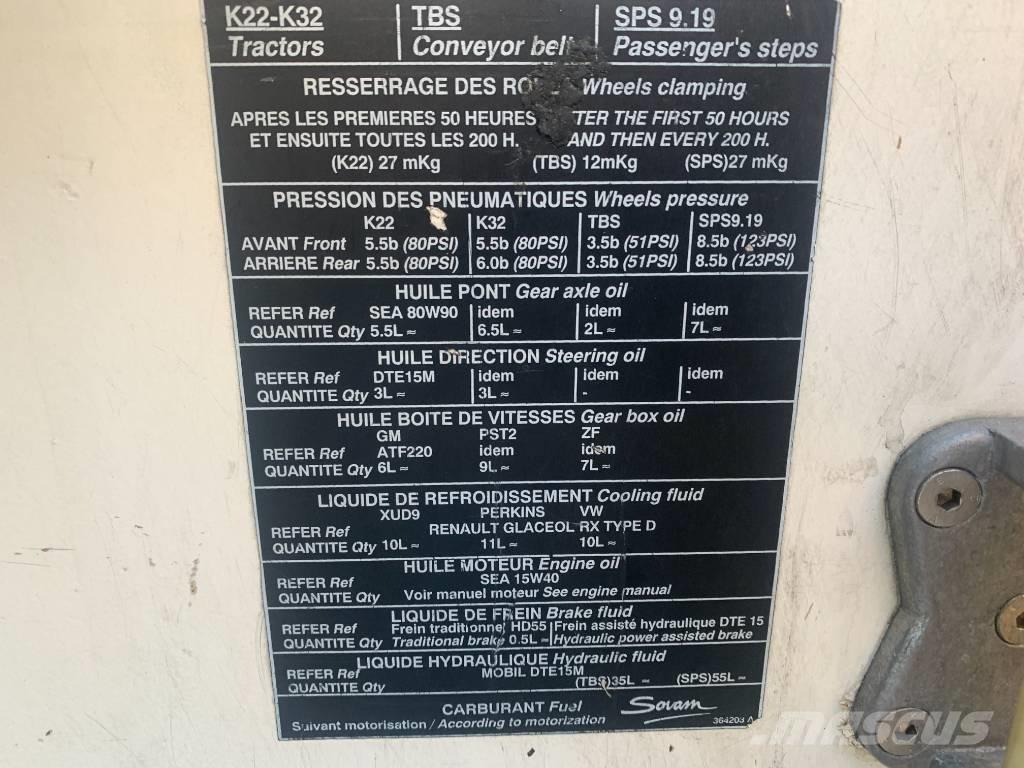 K22-K32 TBS SPS 9.19
Tractors Conveyor belt Passenger's steps
RESSERRAGE DES Wheels clamping
APRES LES PREMIERES 50 HEURES THE FIRST 50 HOURS
ET ENSUITE TOUTES LES 200 H. AND THEN EVERY 200 H.
(K22) 27 mKg (TBS) 12mKg (SPS)27 mKg
PRESSION DES PNEUMATIQUES Wheels pressure
K22 K32 TBS SPS9.19
AVANT Front 5.5b (80PSI) 5.5b (80PSI) 3.5b (51PSI) 8.5b (123PSI)
ARRIERE Rear 5.5b (80PSI) 6.0b (80PSI) 3.5b (51PSI) 8.5b (123PSI)
HUILE PONT Gear axle oil
REFER Ref SEA 80W90 idem idem idem
QUANTITE Qty 5.5L ≈ 6.5L ≈ 2L ≈ 7L ≈
HUILE DIRECTION Steering oil
REFER Ref DTE15M idem idem idem
QUANTITE Qty 3L ≈ 3L ≈ - -
HUILE BOITE DE VITESSES Gear box oil
GM PST2 ZF
REFER Ref ATF220 idem idem
QUANTITE Qty 6L ≈ 9L ≈ 7L ≈
LIQUIDE DE REFROIDISSEMENT Cooling fluid
XUD9 PERKINS VW
REFER Ref RENAULT GLACEOL RX TYPE D
QUANTITE Qty 10L ≈ 11L ≈ 10L ≈
HUILE MOTEUR Engine oil
REFER Ref SEA 15W40
QUANTITE Qty Voir manuel moteur See engine manual
LIQUIDE DE FREIN Brake fluid
REFER Ref Frein traditionnel HD55 Frein assisté hydraulique DTE 15
QUANTITE Qty Traditional brake 0.5L ≈ Hydraulic power assisted brake
LIQUIDE HYDRAULIQUE Hydraulic fluid
REFER Ref MOBIL DTE15M
QUANTITE Qty (TBS)35L ≈ (SPS)55L ≈
CARBURANT Fuel Sovam
Suivant motorisation / According to motorization 364203 A
MASCUS